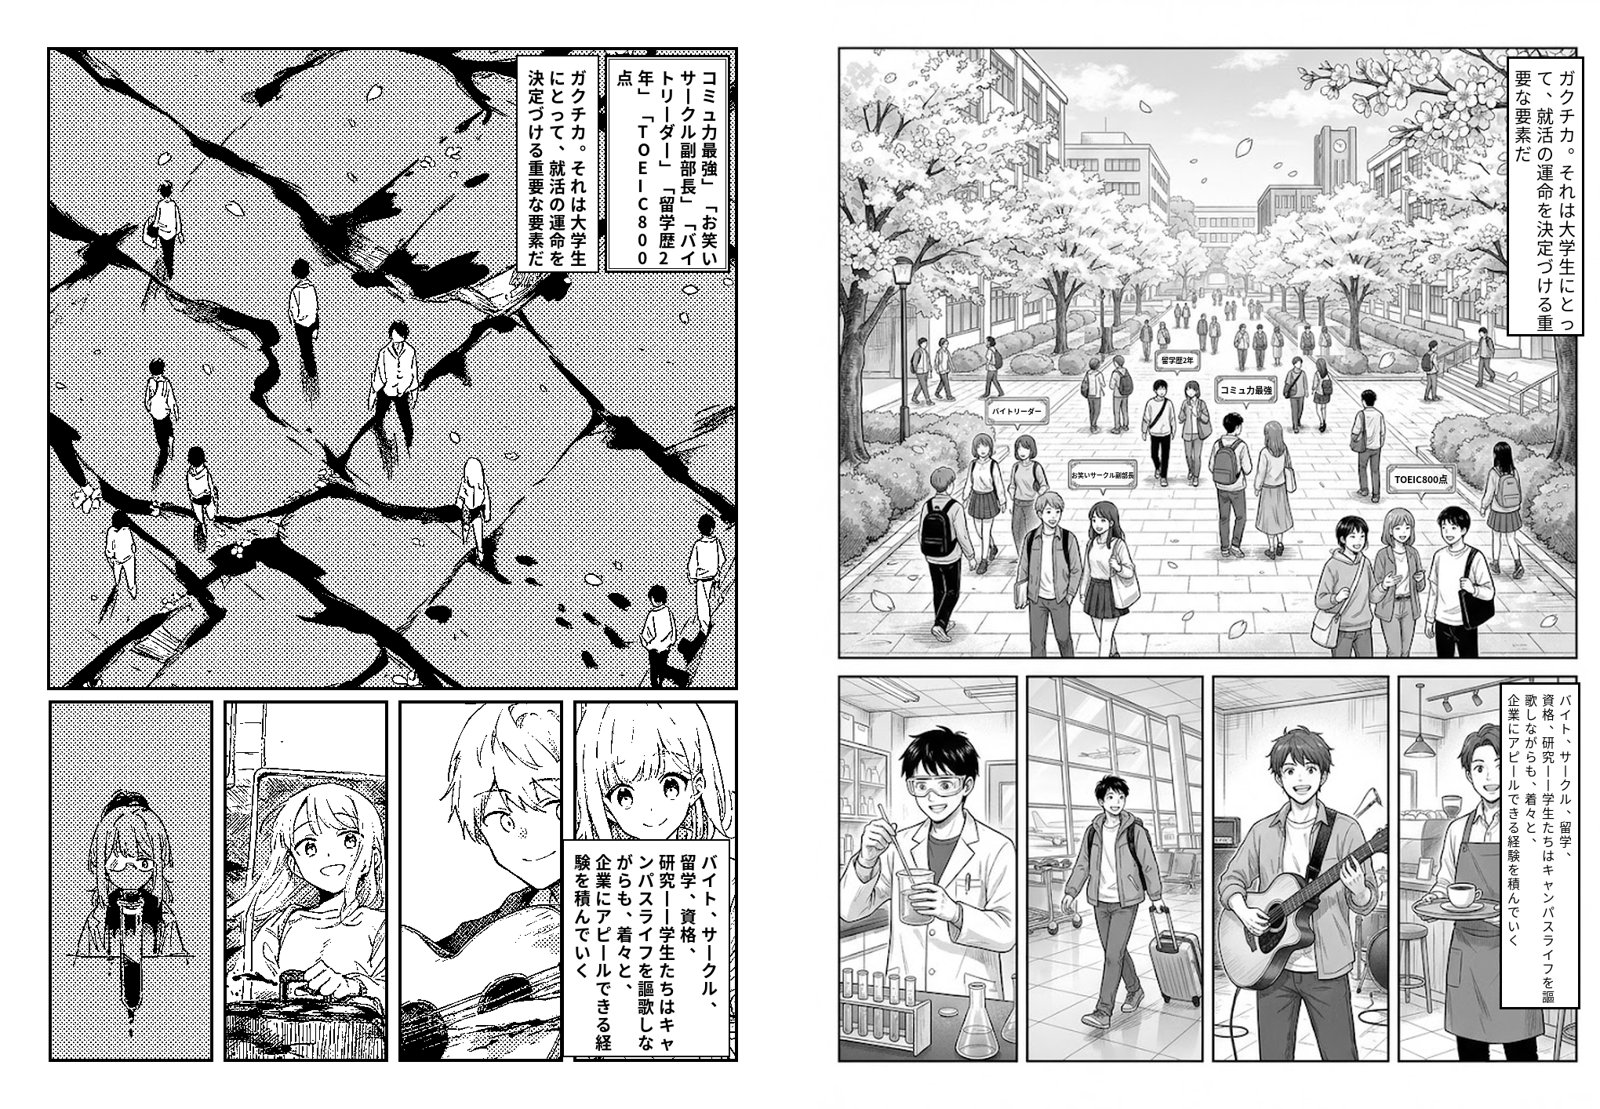 ガクチカ。それは大学生にとっ
て、就活の運命を決定づける重
要な要素だ
留学歴2年
コミュ力最強
バイトリーダー
お笑いサークル副部長
TOEIC800点
バイト、サークル、留学、
資格、研究——学生たちはキャンパスライフを謳
歌しながらも、着々と、
企業にアピールできる経験を積んでいく
コミュ力最強」「お笑い
サークル副部長」「バイ
トリーダー」「留学歴2
年」「TOEIC800
点
ガクチカ。それは大学生
にとって、就活の運命を
決定づける重要な要素だ
バイト、サークル、
留学、資格、
研究——学生たちはキャ
ンパスライフを謳歌しな
がらも、着々と、
企業にアピールできる経
験を積んでいく